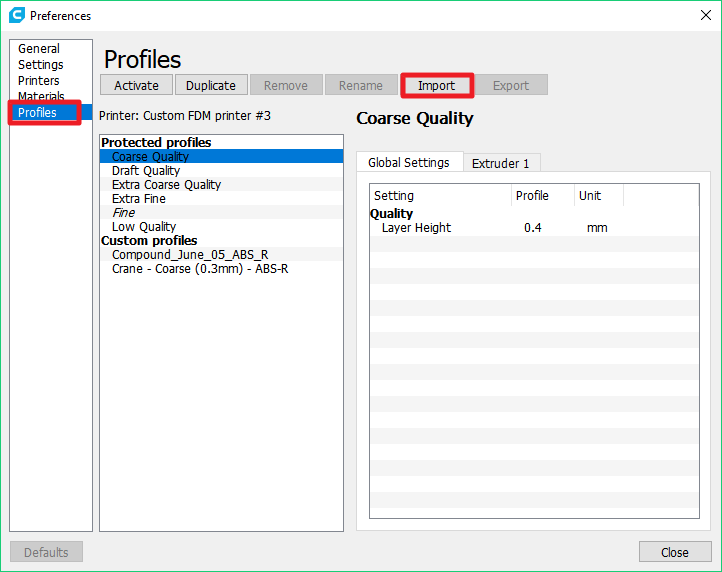 Preferences
General
Settings
Printers
Materials
Profiles
Profiles
Activate Duplicate Remove Rename Import Export
Printer: Custom FDM printer #3
Protected profiles
Coarse Quality
Draft Quality
Extra Coarse Quality
Extra Fine
Fine
Low Quality
Custom profiles
Compound_June_05_ABS_R
Crane - Coarse (0.3mm) - ABS-R
Coarse Quality
Global Settings Extruder 1
Setting Profile Unit
Quality
Layer Height 0.4 mm
Defaults Close